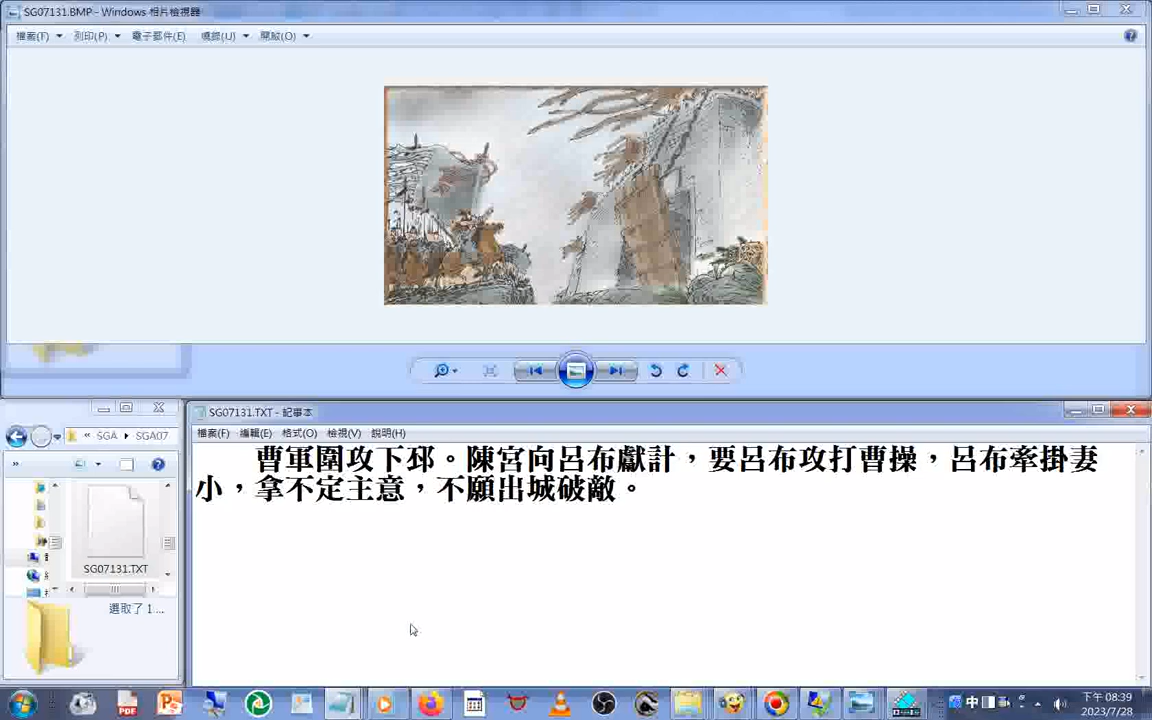 SG07131.BMP - Windows 相片檢視器
檔案(F) 列印(P) 電子郵件(E) 燒錄(U) 開啟(O)
« SGA ▸ SGA07
SG07131.TXT - 記事本
檔案(F) 編輯(E) 格式(O) 檢視(V) 說明(H)
»
曹軍圍攻下邳。陳宮向呂布獻計，要呂布攻打曹操，呂布牽掛妻
小，拿不定主意，不願出城破敵。
SG07131.TXT
選取了 1 ...
PDF
中
下午 08:39
2023/7/28